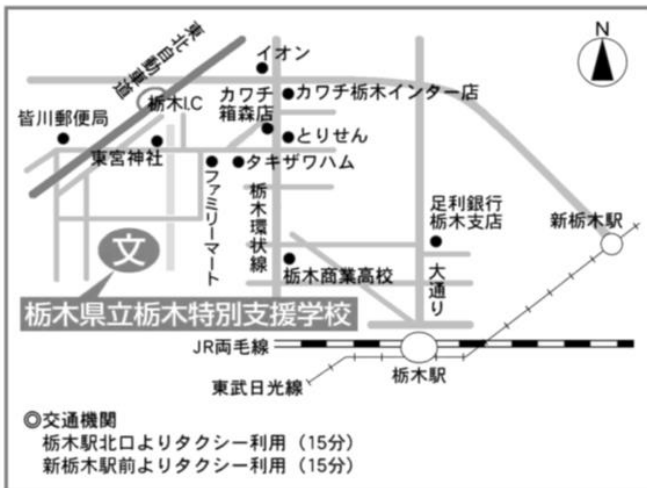 N
東北自動車道
イオン
栃木I.C
カワチ
箱森店
カワチ栃木インター店
皆川郵便局
とりせん
東宮神社
タキザワハム
ファミリーマート
栃木環状線
足利銀行
栃木支店
新栃木駅
文
栃木商業高校
大通り
栃木県立栃木特別支援学校
JR両毛線
栃木駅
東武日光線
◎交通機関
栃木駅北口よりタクシー利用（15分）
新栃木駅前よりタクシー利用（15分）